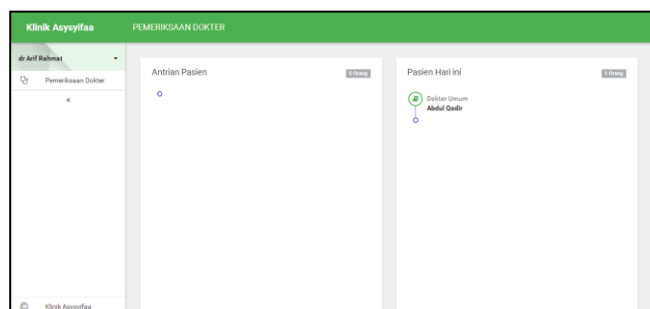 Klinik Asysyifaa
PEMERIKSAAN DOKTER
dr Arif Rahmat
Pemeriksaan Dokter
«
Antrian Pasien
0 Orang
Pasien Hari ini
1 Orang
Dokter Umum
Abdul Qodir
Klinik Asysyifaa.